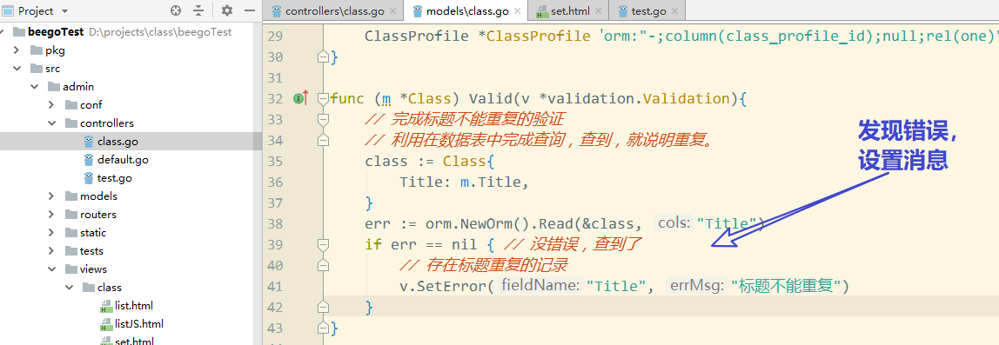 Project
controllers\class.go
models\class.go
set.html
test.go
beegoTest D:\projects\class\beegoTest
pkg
src
admin
conf
controllers
class.go
default.go
test.go
models
routers
static
tests
views
class
list.html
listJS.html
set.html
29 ClassProfile *ClassProfile `orm:"-;column(class_profile_id);null;rel(one)"
30 }
31
32 func (m *Class) Valid(v *validation.Validation){
33 // 完成标题不能重复的验证
34 // 利用在数据表中完成查询，查到，就说明重复。
35 class := Class{
36 Title: m.Title,
37 }
38 err := orm.NewOrm().Read(&class, cols: "Title")
39 if err == nil { // 没错误，查到了
40 // 存在标题重复的记录
41 v.SetError( fieldName: "Title", errMsg: "标题不能重复")
42 }
43 }
发现错误，
设置消息